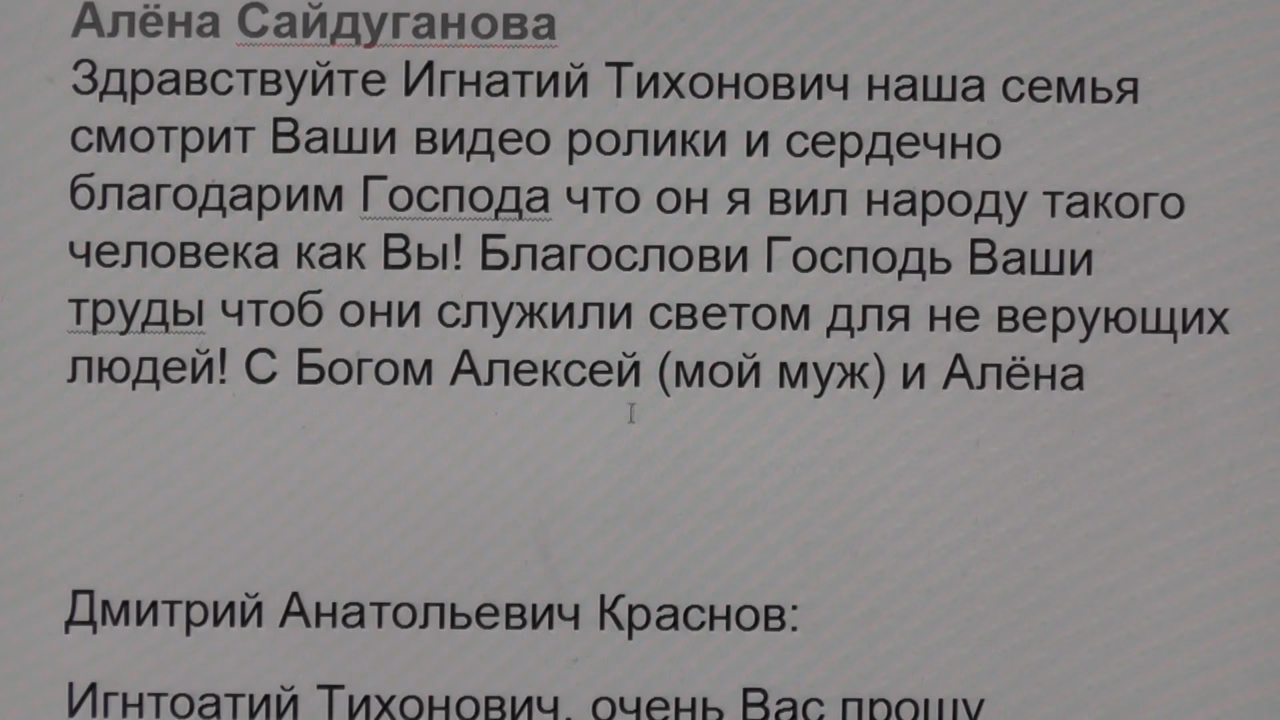 Алёна Сайдуганова
Здравствуйте Игнатий Тихонович наша семья
смотрит Ваши видео ролики и сердечно
благодарим Господа что он я вил народу такого
человека как Вы! Благослови Господь Ваши
труды чтоб они служили светом для не верующих
людей! С Богом Алексей (мой муж) и Алёна
Дмитрий Анатольевич Краснов:
Игнтоатий Тихонович, очень Вас прошу